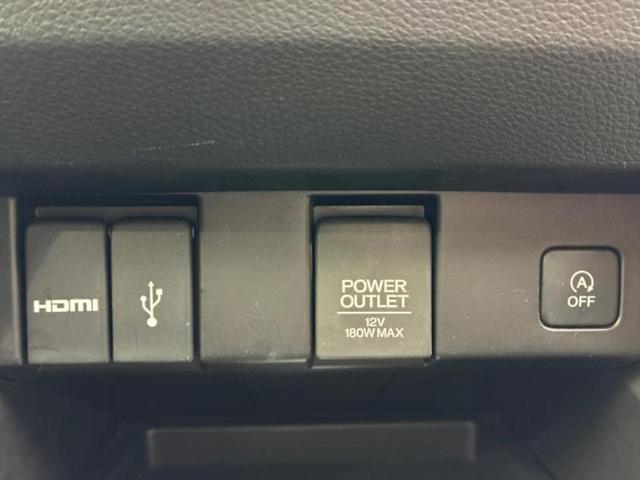 HDMI
POWER
OUTLET
12V
180W MAX
A
OFF